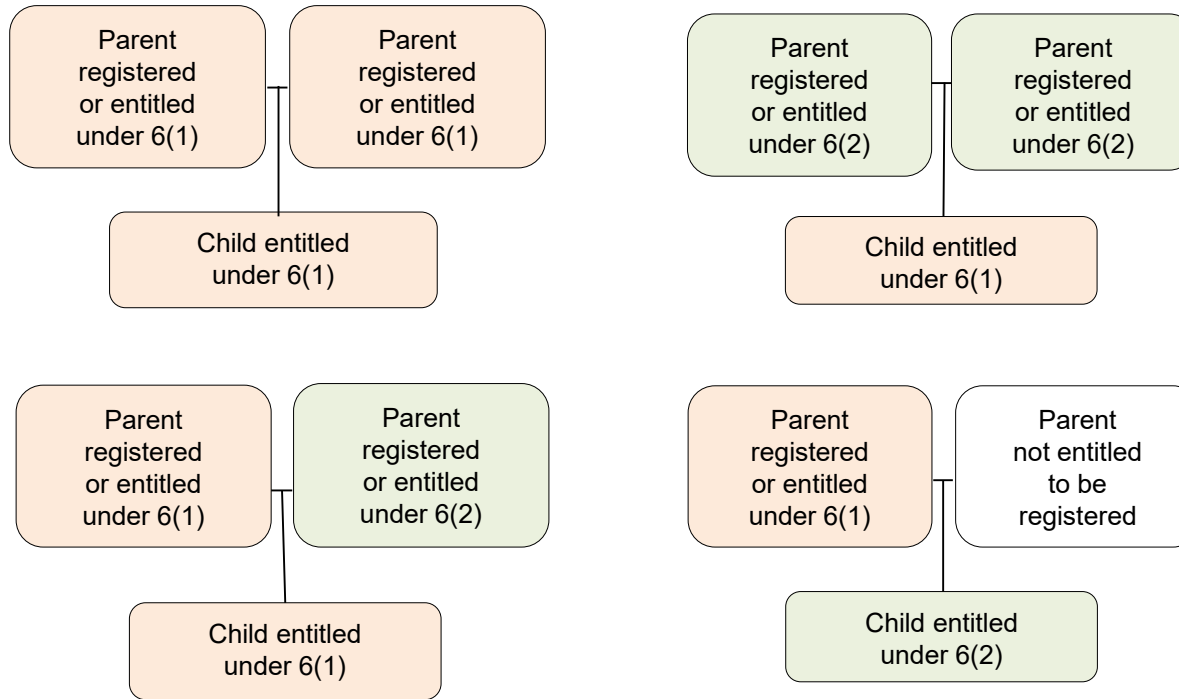 Parent
registered
or entitled
under 6(1)
Parent
registered
or entitled
under 6(1)
Child entitled
under 6(1)
Parent
registered
or entitled
under 6(2)
Parent
registered
or entitled
under 6(2)
Child entitled
under 6(1)
Parent
registered
or entitled
under 6(1)
Parent
registered
or entitled
under 6(2)
Child entitled
under 6(1)
Parent
registered
or entitled
under 6(1)
Parent
not entitled
to be
registered
Child entitled
under 6(2)